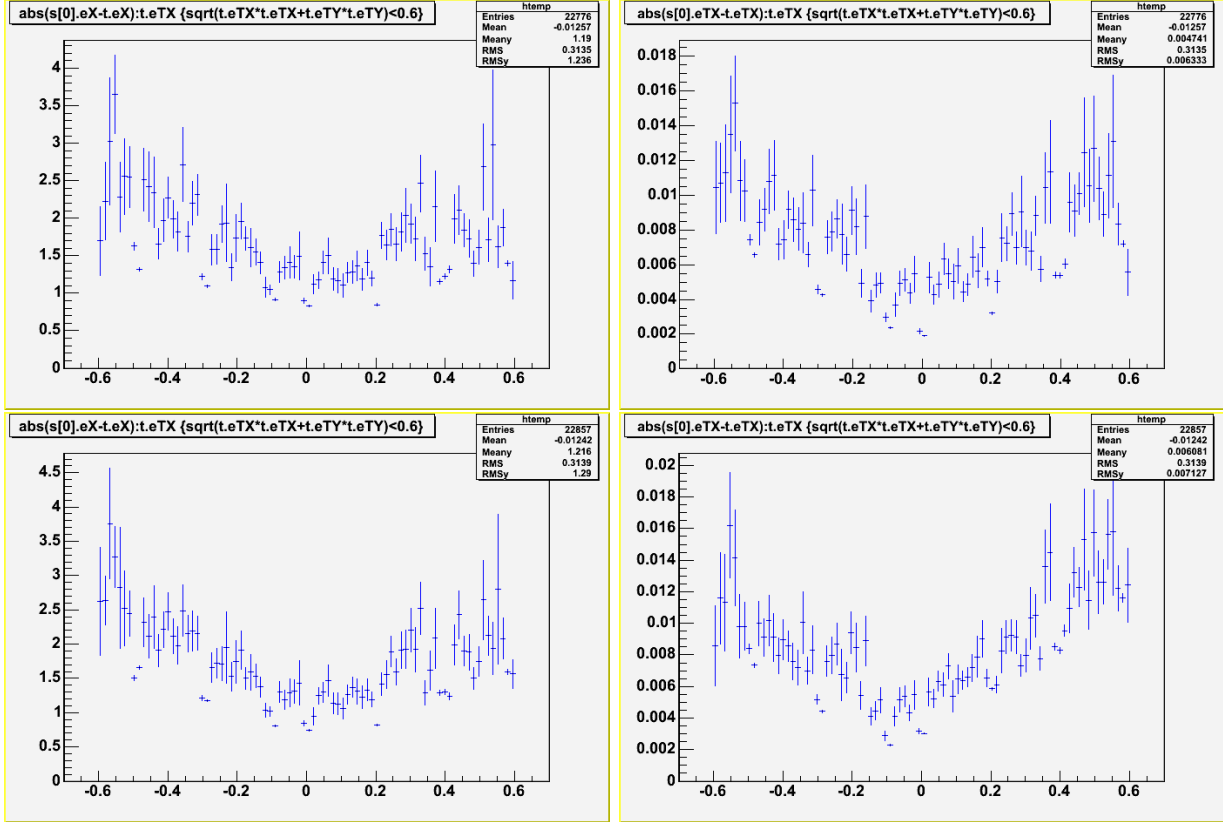 abs(s[0].eX-t.eX):t.eTX {sqrt(t.eTX*t.eTX+t.eTY*t.eTY)<0.6}
htemp
Entries 22776
Mean -0.01257
Meany 1.19
RMS 0.3135
RMSy 1.236
4
3.5
3
2.5
2
1.5
1
0.5
0
-0.6 -0.4 -0.2 0 0.2 0.4 0.6
abs(s[0].eTX-t.eTX):t.eTX {sqrt(t.eTX*t.eTX+t.eTY*t.eTY)<0.6}
htemp
Entries 22776
Mean -0.01257
Meany 0.004741
RMS 0.3135
RMSy 0.006333
0.018
0.016
0.014
0.012
0.01
0.008
0.006
0.004
0.002
0
-0.6 -0.4 -0.2 0 0.2 0.4 0.6
abs(s[0].eX-t.eX):t.eTX {sqrt(t.eTX*t.eTX+t.eTY*t.eTY)<0.6}
htemp
Entries 22857
Mean -0.01242
Meany 1.216
RMS 0.3139
RMSy 1.29
4.5
4
3.5
3
2.5
2
1.5
1
0.5
0
-0.6 -0.4 -0.2 0 0.2 0.4 0.6
abs(s[0].eTX-t.eTX):t.eTX {sqrt(t.eTX*t.eTX+t.eTY*t.eTY)<0.6}
htemp
Entries 22857
Mean -0.01242
Meany 0.006081
RMS 0.3139
RMSy 0.007127
0.02
0.018
0.016
0.014
0.012
0.01
0.008
0.006
0.004
0.002
0
-0.6 -0.4 -0.2 0 0.2 0.4 0.6